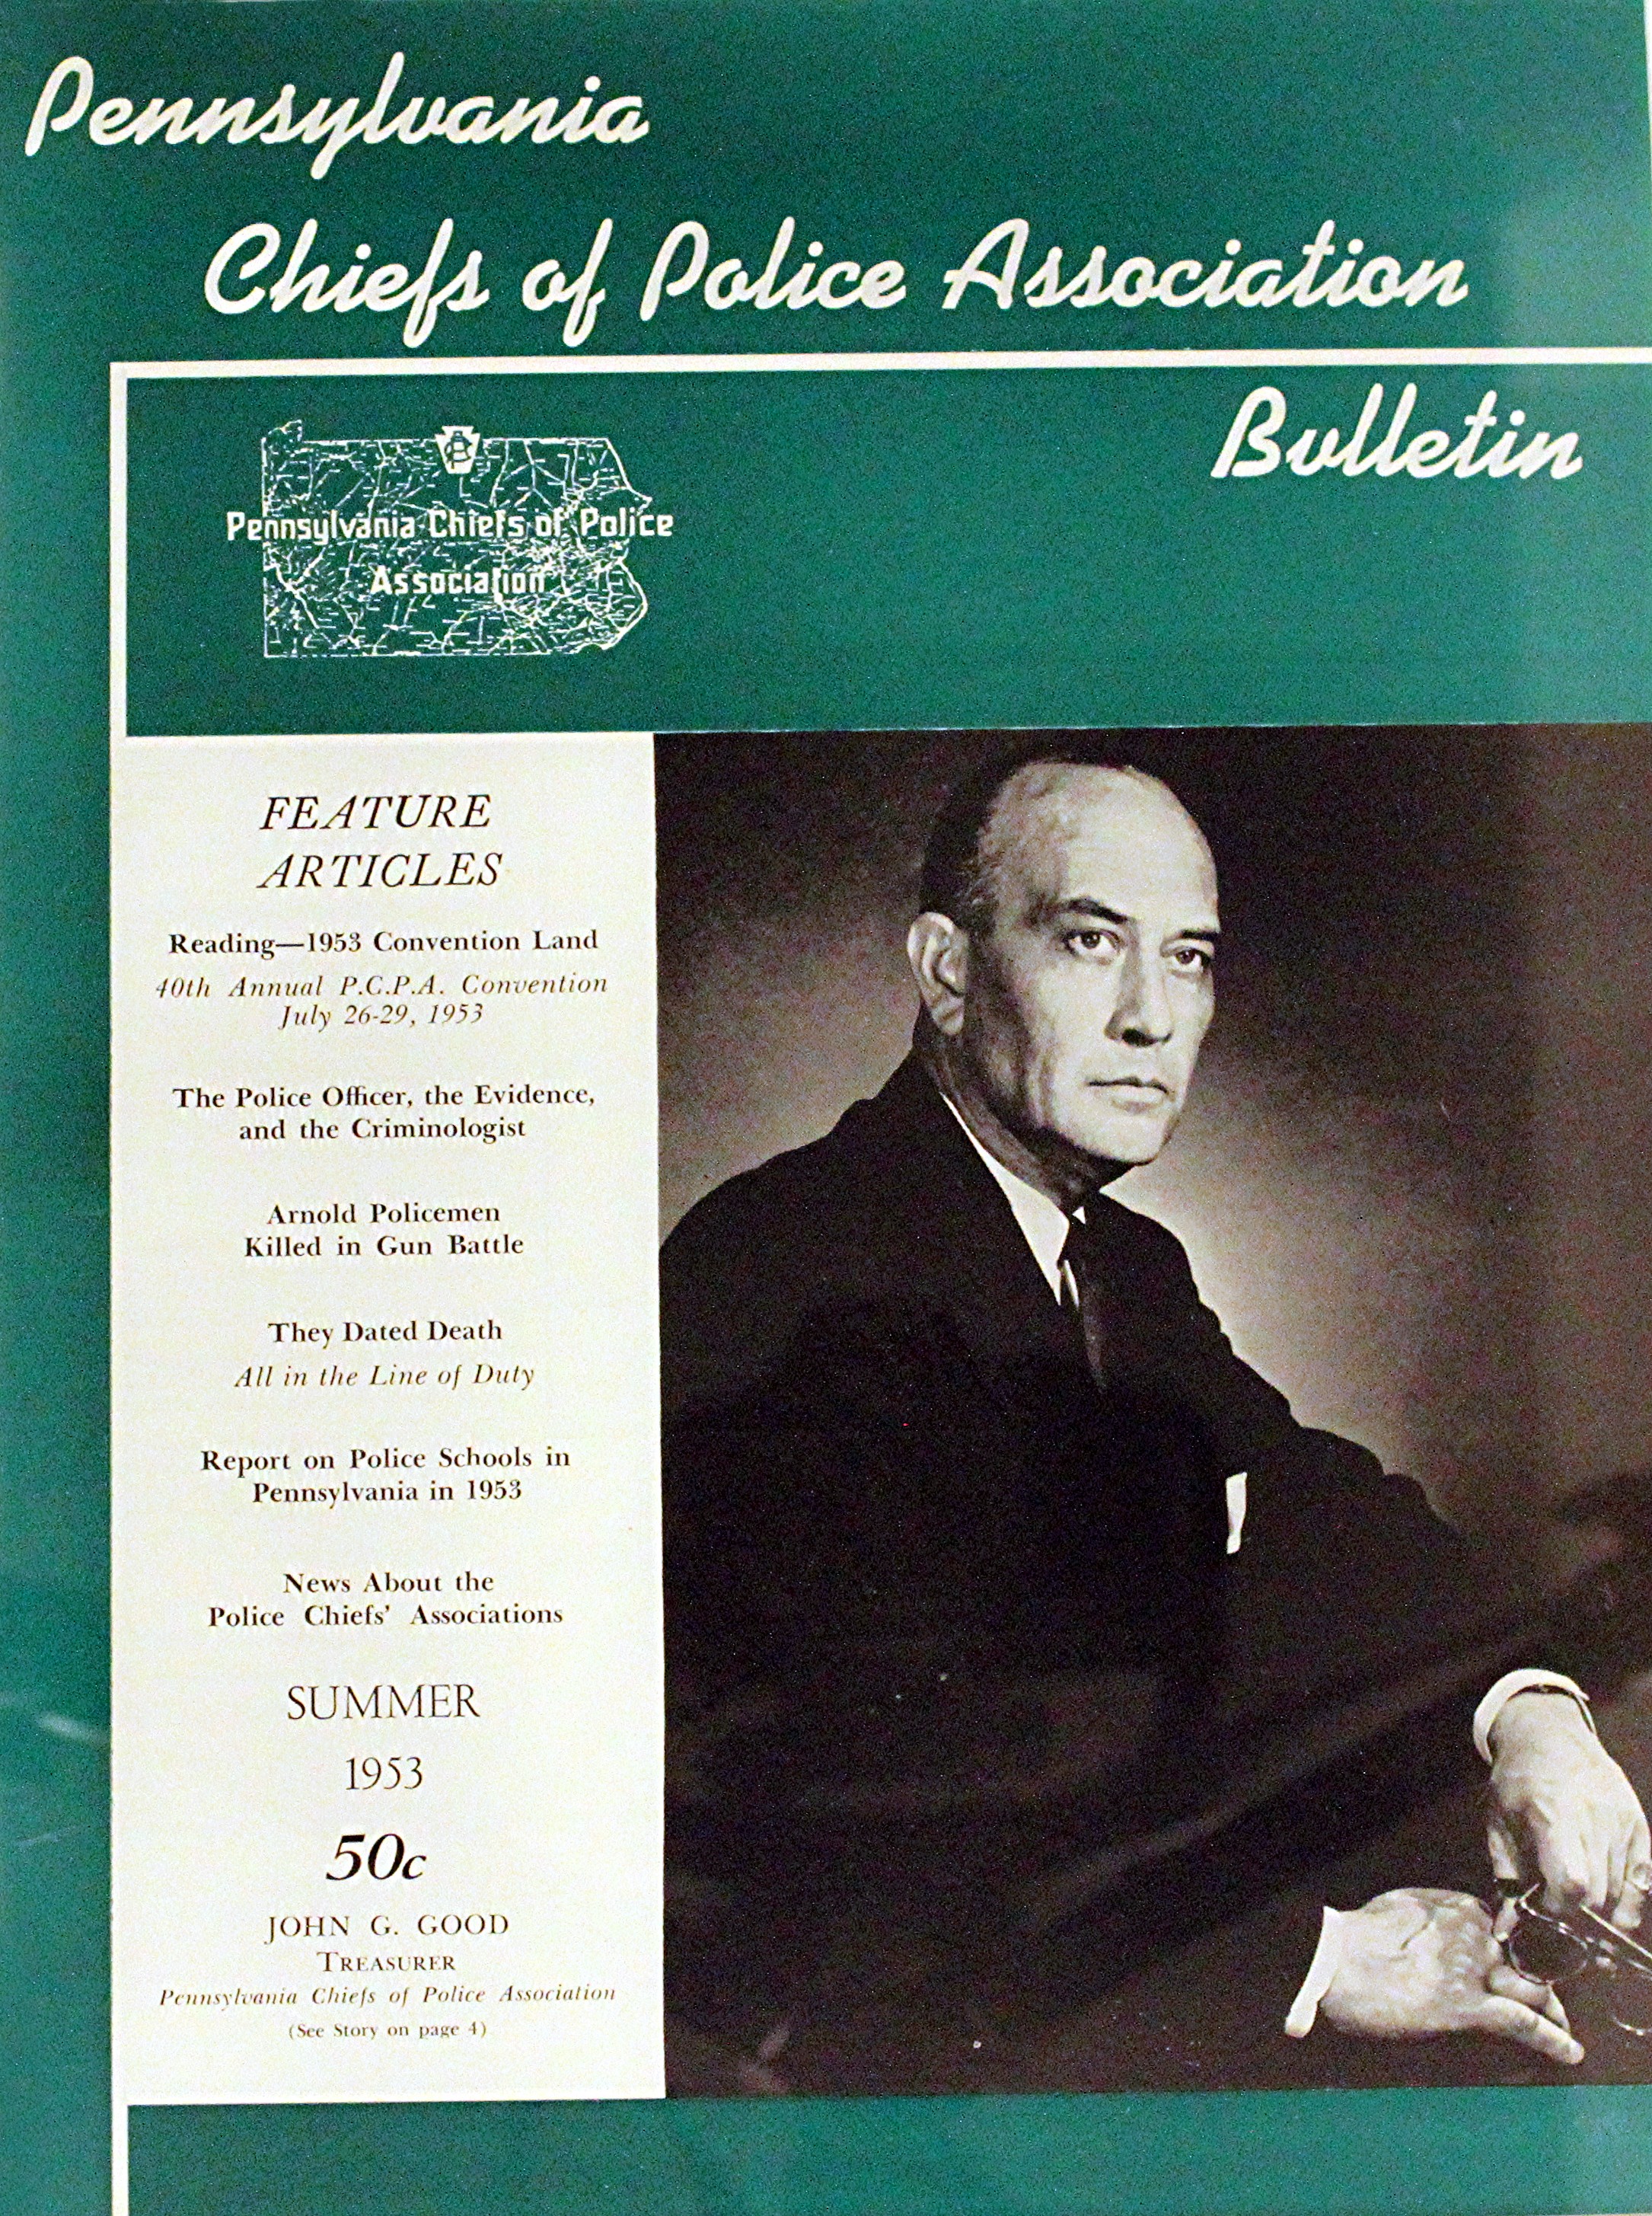 Pennsylvania
Chiefs of Police Association
Bulletin
Pennsylvania Chiefs of Police
Association
FEATURE
ARTICLES
Reading—1953 Convention Land
40th Annual P.C.P.A. Convention
July 26-29, 1953
The Police Officer, the Evidence,
and the Criminologist
Arnold Policemen
Killed in Gun Battle
They Dated Death
All in the Line of Duty
Report on Police Schools in
Pennsylvania in 1953
News About the
Police Chiefs' Associations
SUMMER
1953
50c
JOHN G. GOOD
TREASURER
Pennsylvania Chiefs of Police Association
(See Story on page 4)